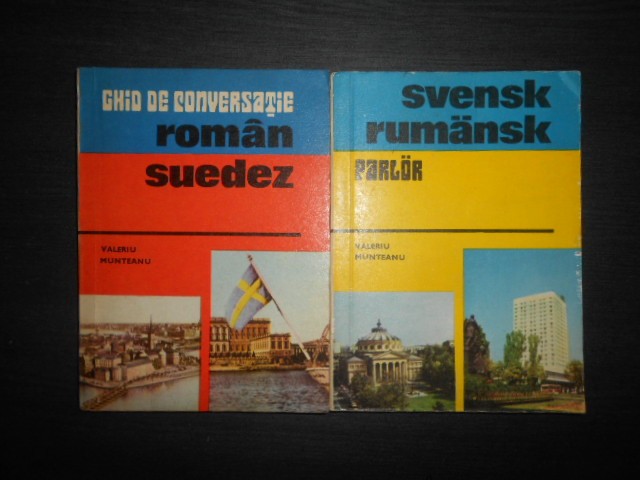 GHID DE CONVERSAȚIE
român
suedez
VALERIU
MUNTEANU
svensk
rumänsk
PARLÖR
VALERIU
MUNTEANU